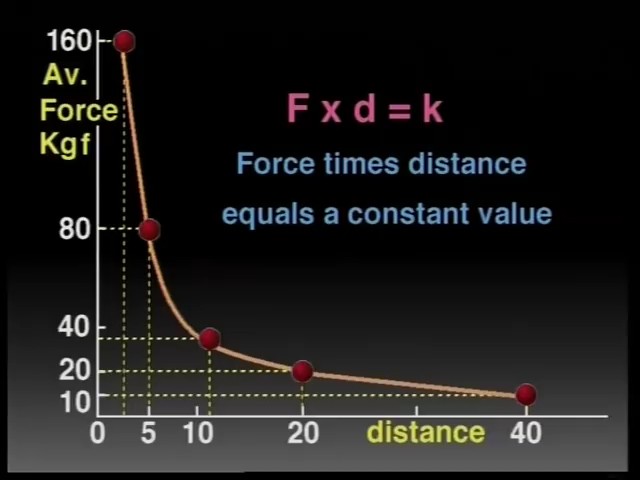 160
Av.
Force
Kgf
F x d = k
Force times distance
equals a constant value
80
40
20
10
0 5 10 20 distance 40